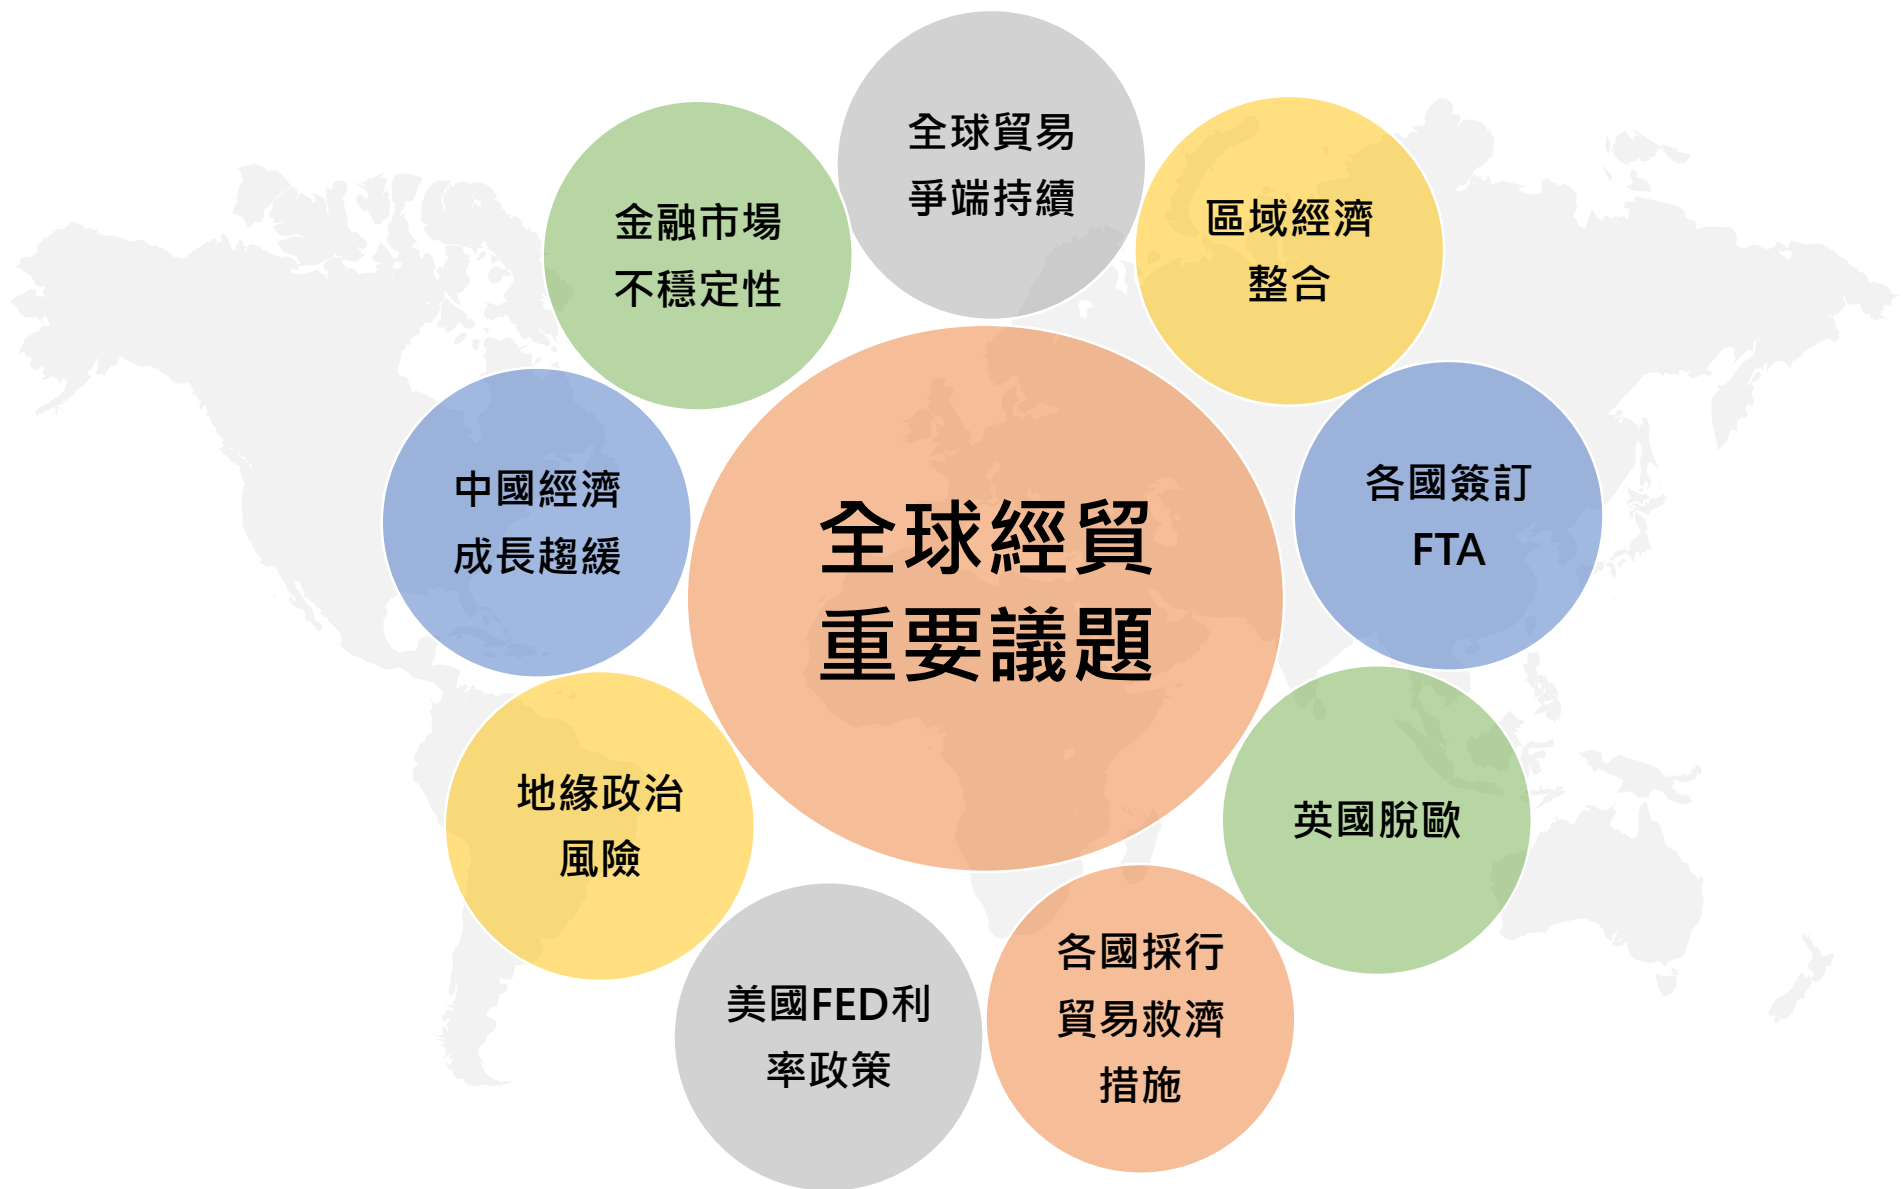 全球貿易
爭端持續
區域經濟
整合
各國簽訂
FTA
英國脫歐
各國採行
貿易救濟
措施
美國FED利
率政策
地緣政治
風險
中國經濟
成長趨緩
金融市場
不穩定性
全球經貿
重要議題